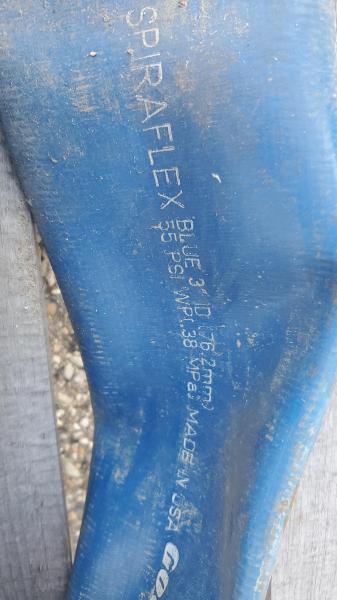 SPIRAFLEX
BLUE 3" ID (76.2mm)
55 PSI WP(.38 MPa) MADE IN USA